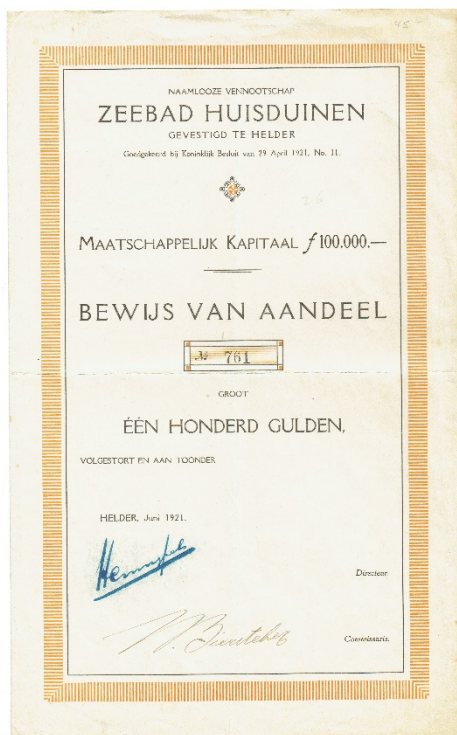 45
NAAMLOOZE VENNOOTSCHAP
ZEEBAD HUISDUINEN
GEVESTIGD TE HELDER
Goedgekeurd bij Koninklijk Besluit van 29 April 1921, No. 11.
26
MAATSCHAPPELIJK KAPITAAL ƒ 100.000.—
BEWIJS VAN AANDEEL
№ 761
GROOT
ÉÉN HONDERD GULDEN,
VOLGESTORT EN AAN TOONDER
HELDER, Juni 1921.
Directeur
Commissaris.